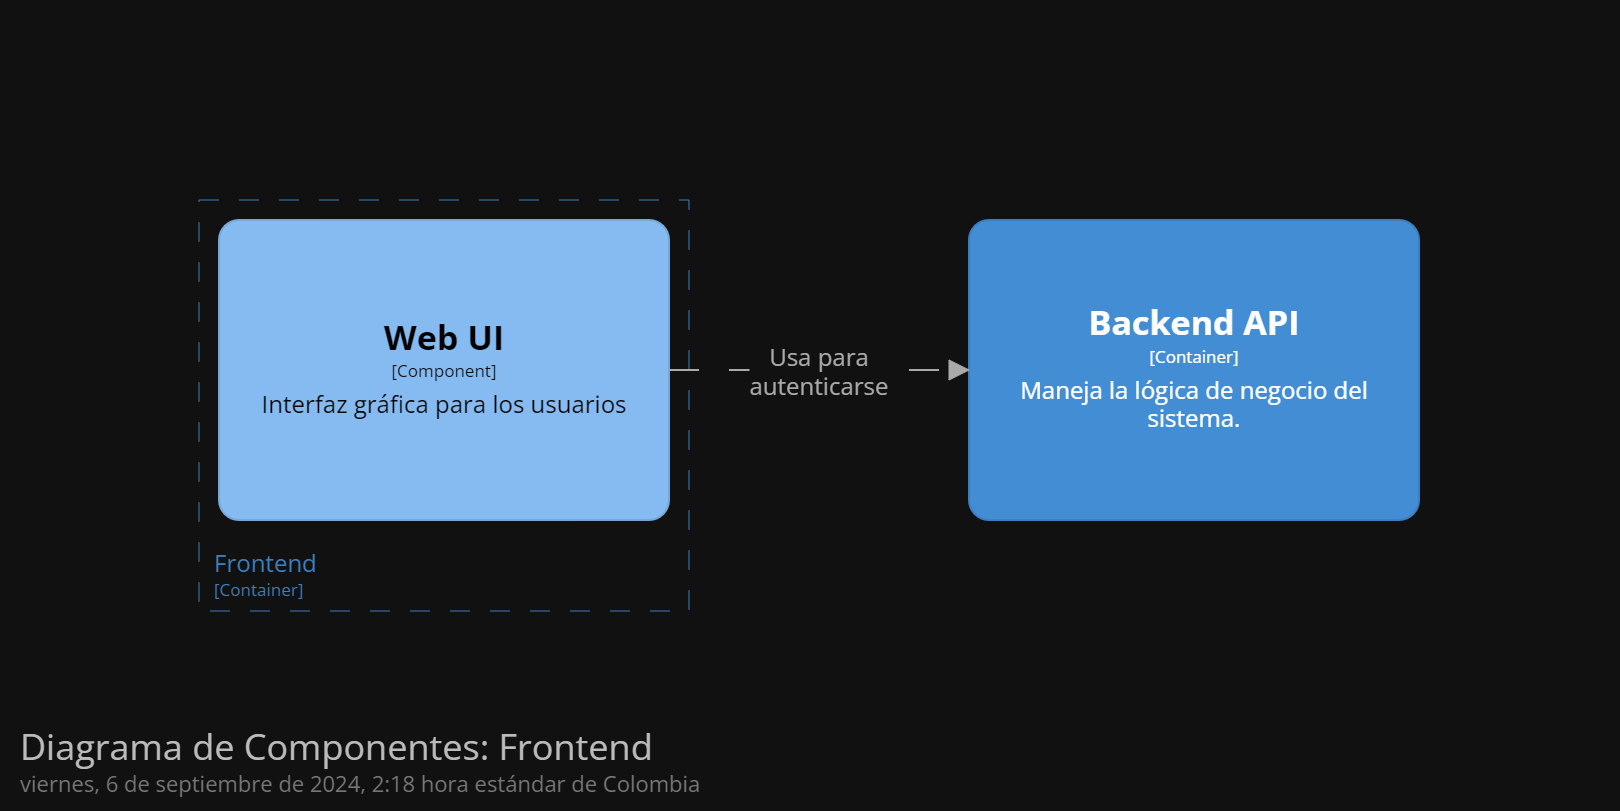 Web UI
[Component]
Interfaz gráfica para los usuarios
Frontend
[Container]
Usa para
autenticarse
Backend API
[Container]
Maneja la lógica de negocio del
sistema.
Diagrama de Componentes: Frontend
viernes, 6 de septiembre de 2024, 2:18 hora estándar de Colombia